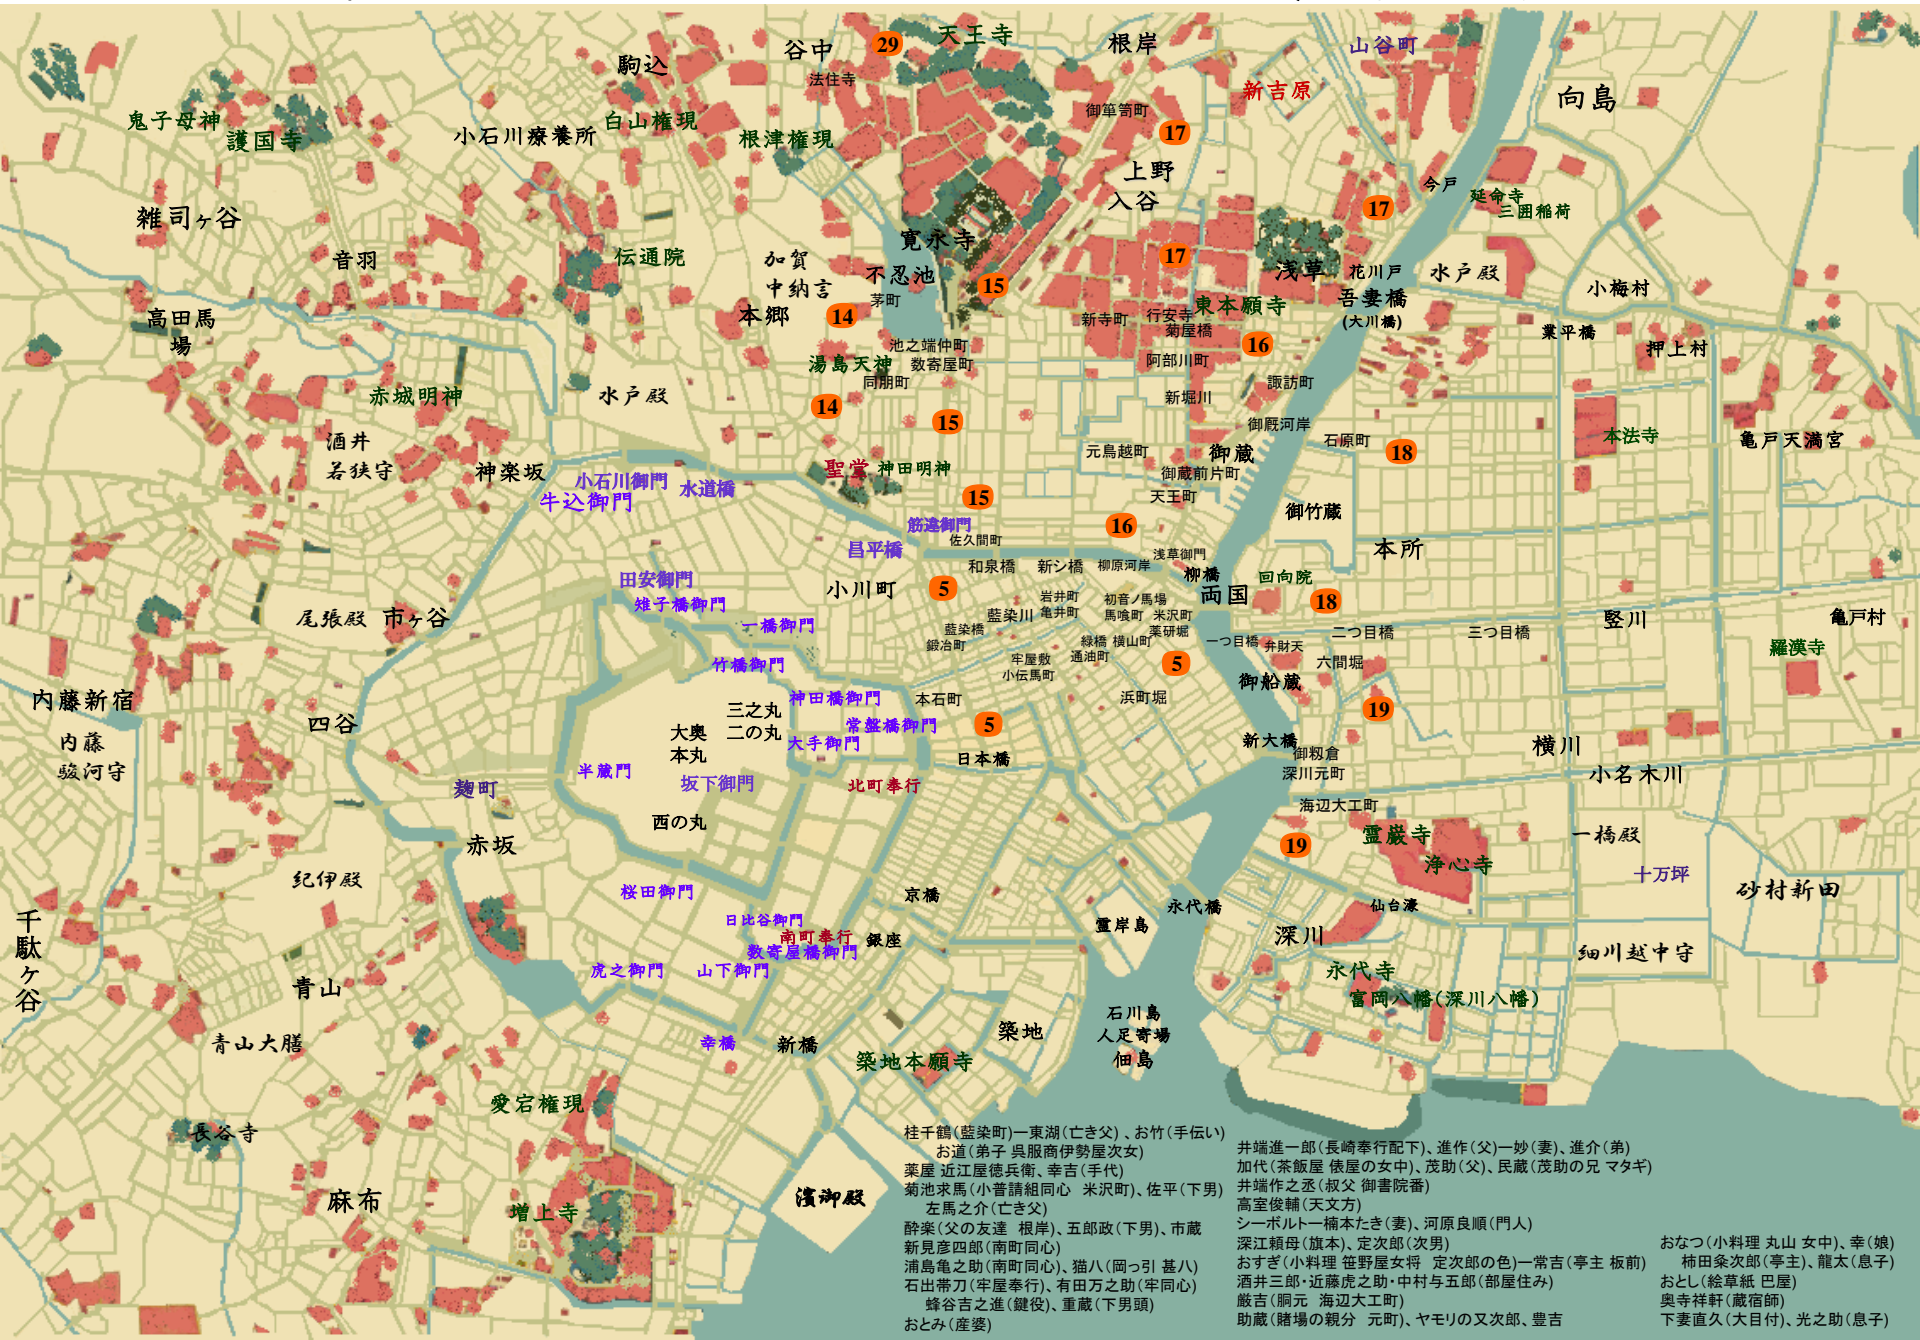 谷中
29
天王寺
根岸
山谷町
駒込
法住寺
新吉原
向島
御箪笥町
鬼子母神
護国寺
小石川療養所
白山権現
根津権現
17
上野
入谷
今戸
延命寺
三囲稲荷
雑司ヶ谷
17
音羽
伝通院
加賀
中納言
寛永寺
不忍池
茅町
15
17
浅草
花川戸
水戸殿
吾妻橋
(大川橋)
小梅村
高田馬
場
本郷
14
新寺町
行安寺
菊屋橋
東本願寺
16
業平橋
押上村
池之端仲町
湯島天神
数寄屋町
同朋町
阿部川町
諏訪町
赤城明神
水戸殿
14
15
新堀川
御厩河岸
石原町
18
本法寺
亀戸天満宮
酒井
若狭守
神楽坂
小石川御門
牛込御門
水道橋
聖堂
神田明神
元鳥越町
御蔵
御蔵前片町
天王町
15
16
御竹蔵
筋違御門
昌平橋
佐久間町
浅草御門
本所
和泉橋
新シ橋
柳原河岸
柳橋
両国
回向院
18
田安御門
雉子橋御門
一橋御門
竹橋御門
小川町
5
岩井町
亀井町
初音ノ馬場
馬喰町
米沢町
薬研堀
藍染川
藍染橋
鍛冶町
緑橋
横山町
通油町
牢屋敷
小伝馬町
5
一つ目橋
弁財天
二つ目橋
三つ目橋
竪川
亀戸村
六間堀
羅漢寺
尾張殿
市ヶ谷
内藤新宿
四谷
内藤
駿河守
神田橋御門
本石町
浜町堀
御船蔵
19
三之丸
二の丸
大奥
本丸
常盤橋御門
大手御門
5
日本橋
新大橋
御籾倉
深川元町
横川
小名木川
半蔵門
坂下御門
北町奉行
麹町
西の丸
海辺大工町
霊巌寺
浄心寺
19
一橋殿
十万坪
砂村新田
赤坂
紀伊殿
桜田御門
日比谷御門
南町奉行
数寄屋橋御門
京橋
銀座
霊岸島
永代橋
仙台濠
深川
細川越中守
千駄ヶ谷
虎之御門
山下御門
永代寺
富岡八幡(深川八幡)
青山
青山大膳
幸橋
新橋
築地
築地本願寺
石川島
人足寄場
佃島
愛宕権現
長谷寺
麻布
増上寺
濱御殿
桂千鶴(藍染町)ー東湖(亡き父)、お竹(手伝い)
お道(弟子 呉服商伊勢屋次女)
薬屋 近江屋徳兵衛、幸吉(手代)
菊池求馬(小普請組同心 米沢町)、佐平(下男)
左馬之介(亡き父)
酔楽(父の友達 根岸)、五郎政(下男)、市蔵
新見彦四郎(南町同心)
浦島亀之助(南町同心)、猫八(岡っ引 甚八)
石出帯刀(牢屋奉行)、有田万之助(牢同心)
蜂谷吉之進(鍵役)、重蔵(下男頭)
おとみ(産婆)
井端進一郎(長崎奉行配下)、進作(父)ー妙(妻)、進介(弟)
加代(茶飯屋 俵屋の女中)、茂助(父)、民蔵(茂助の兄 マタギ)
井端作之丞(叔父 御書院番)
高室俊輔(天文方)
シーボルトー楠本たき(妻)、河原良順(門人)
深江頼母(旗本)、定次郎(次男)
おすぎ(小料理 笹野屋女将 定次郎の色)ー常吉(亭主 板前)
酒井三郎・近藤虎之助・中村与五郎(部屋住み)
厳吉(胴元 海辺大工町)
助蔵(賭場の親分 元町)、ヤモリの又次郎、豊吉
おなつ(小料理 丸山 女中)、幸(娘)
柿田粂次郎(亭主)、龍太(息子)
おとし(絵草紙 巴屋)
奥寺祥軒(蔵宿師)
下妻直久(大目付)、光之助(息子)